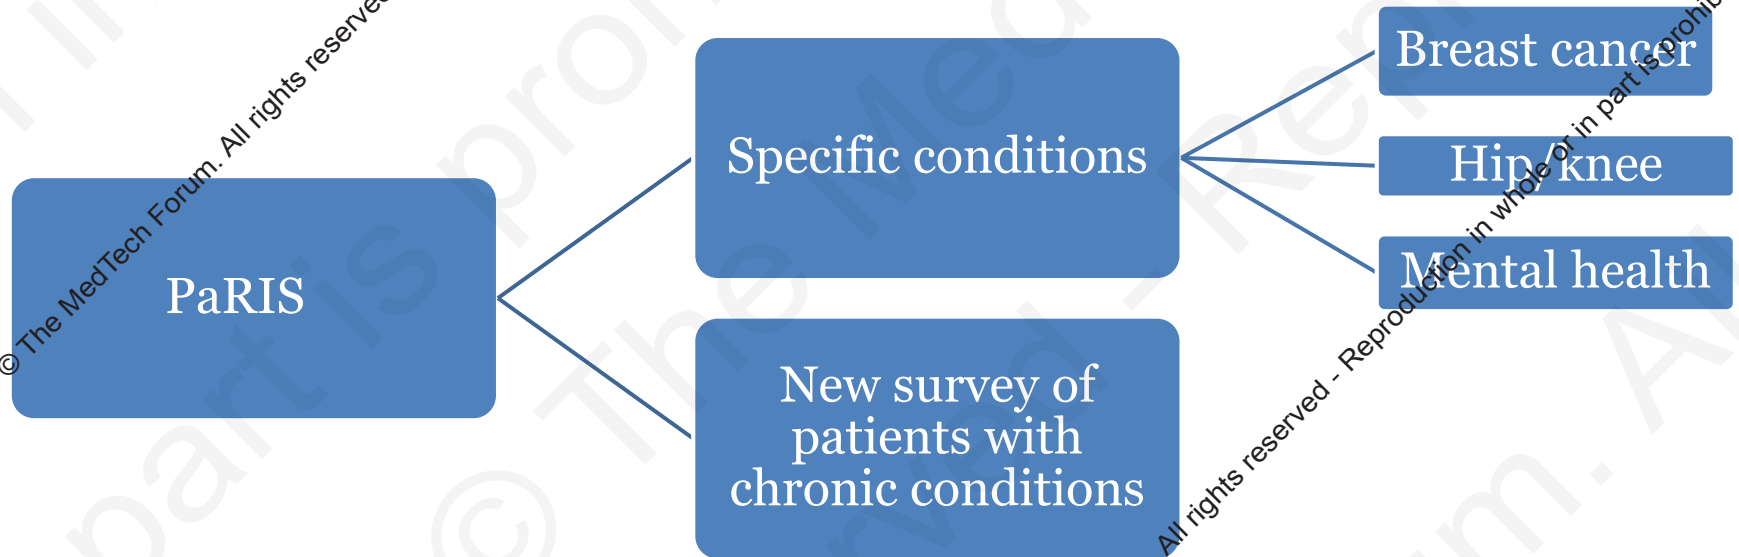 PaRIS
Specific conditions
New survey of
patients with
chronic conditions
Breast cancer
Hip/knee
Mental health
© The MedTech Forum. All rights reserved
All rights reserved - Reproduction in whole or in part is prohib